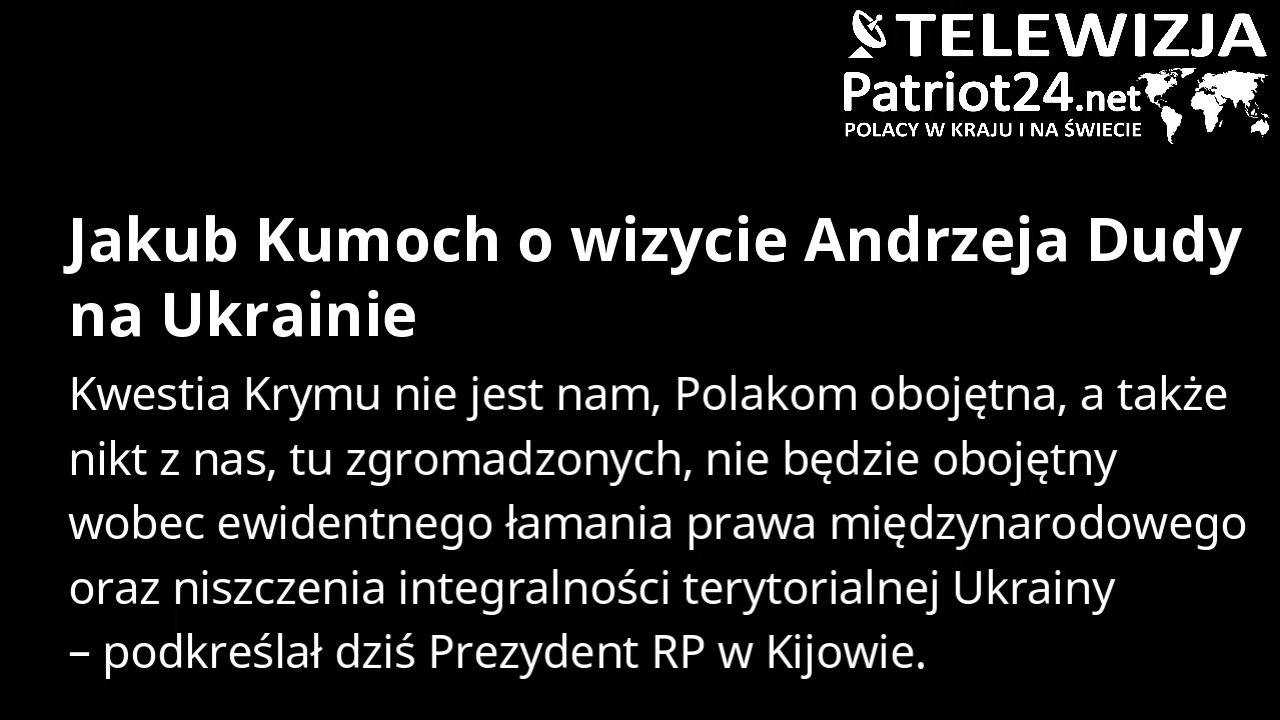 TELEWIZJA
Patriot24.net
POLACY W KRAJU I NA ŚWIECIE
Jakub Kumoch o wizycie Andrzeja Dudy
na Ukrainie
Kwestia Krymu nie jest nam, Polakom obojętna, a także
nikt z nas, tu zgromadzonych, nie będzie obojętny
wobec ewidentnego łamania prawa międzynarodowego
oraz niszczenia integralności terytorialnej Ukrainy
– podkreślał dziś Prezydent RP w Kijowie.